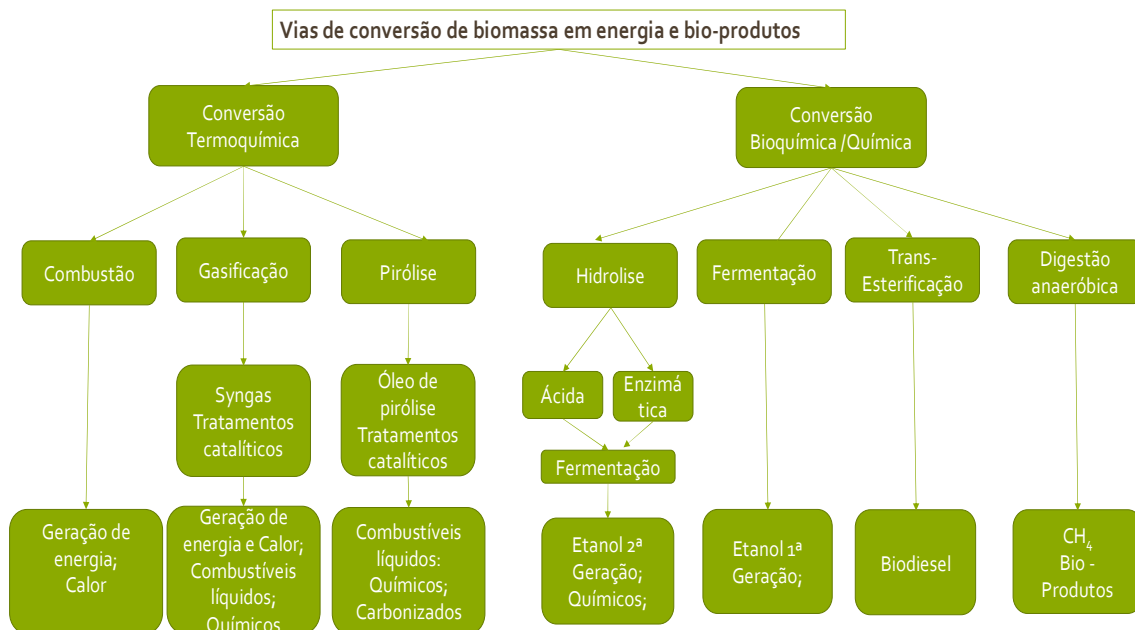 Vias de conversão de biomassa em energia e bio-produtos
Conversão
Termoquímica
Conversão
Bioquímica /Química
Combustão
Gasificação
Pirólise
Hidrolise
Fermentação
Trans-
Esterificação
Digestão
anaeróbica
Syngas
Tratamentos
catalíticos
Óleo de
pirólise
Tratamentos
catalíticos
Ácida
Enzimá
tica
Fermentação
Geração de
energia;
Calor
Geração de
energia e Calor;
Combustíveis
líquidos;
Químicos
Combustíveis
líquidos:
Químicos;
Carbonizados
Etanol 2ª
Geração;
Químicos;
Etanol 1ª
Geração;
Biodiesel
CH₄
Bio -
Produtos